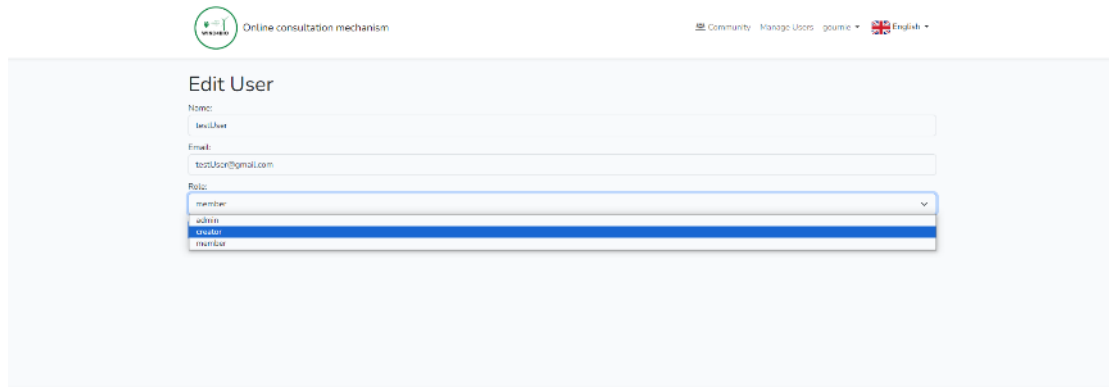 Online consultation mechanism
Community Manage Users gournie English
Edit User
Name:
testUser
Email:
testUser@gmail.com
Role:
member
admin
creator
member